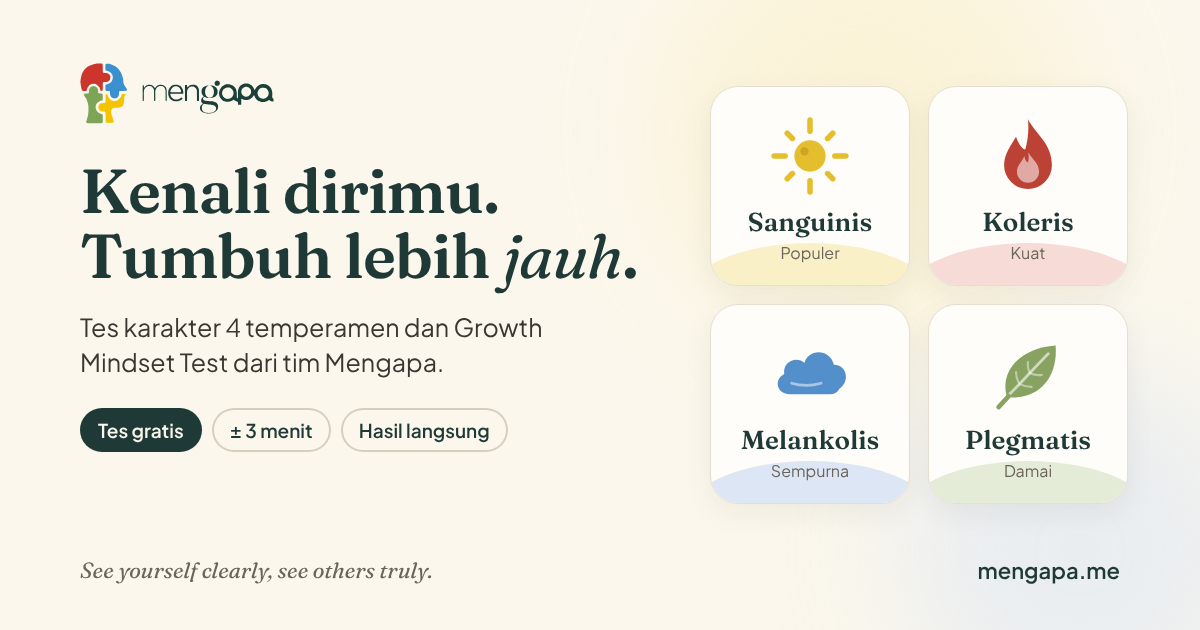 mengapa
Kenali dirimu.
Tumbuh lebih jauh.
Tes karakter 4 temperamen dan Growth
Mindset Test dari tim Mengapa.
Tes gratis
± 3 menit
Hasil langsung
Sanguinis
Populer
Koleris
Kuat
Melankolis
Sempurna
Plegmatis
Damai
See yourself clearly, see others truly.
mengapa.me